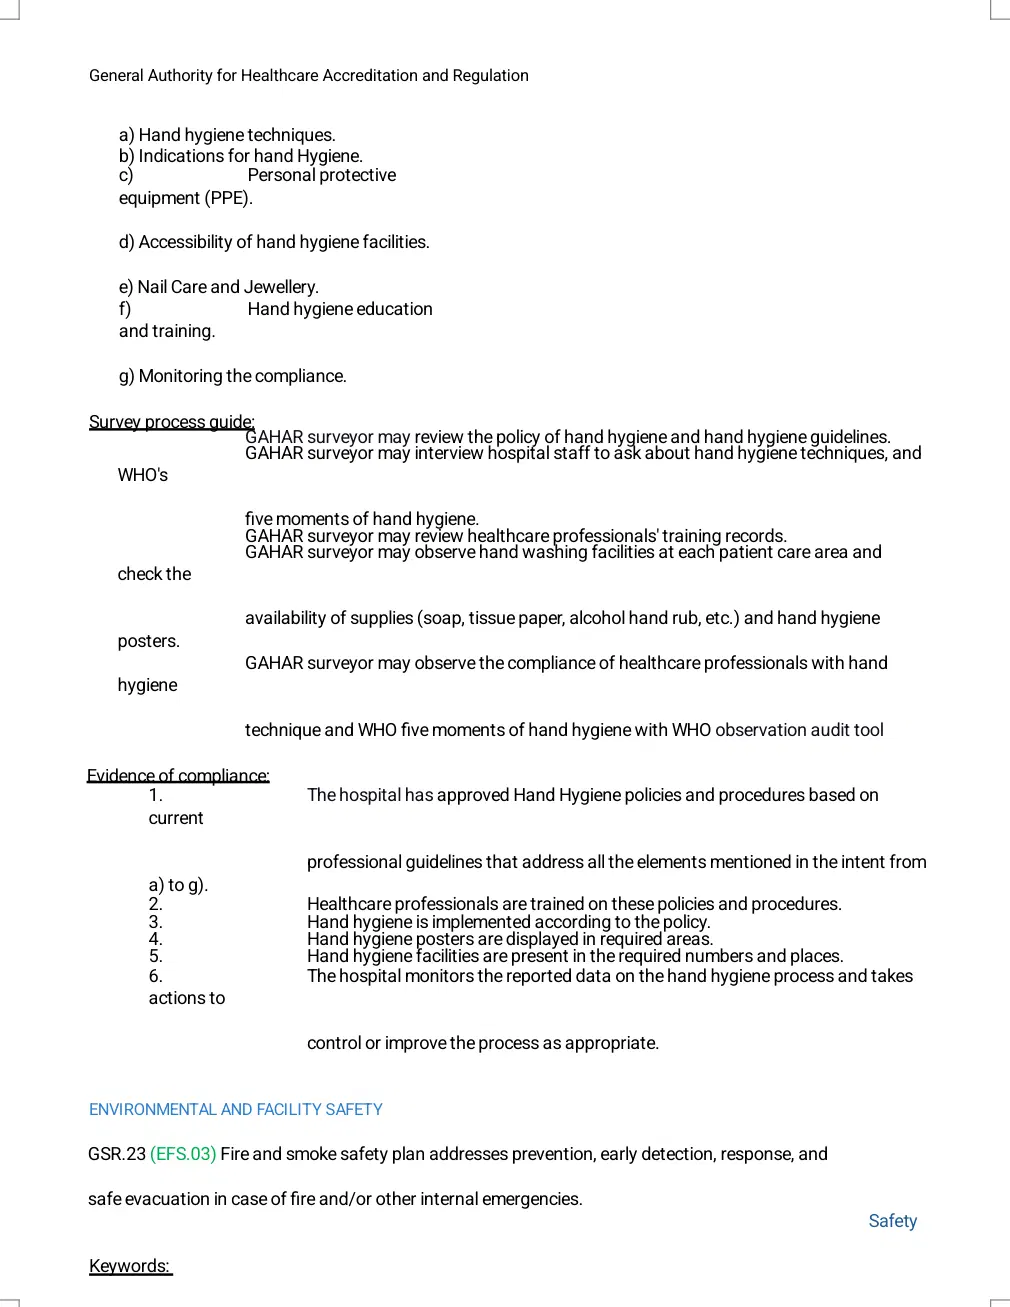 General Authority for Healthcare Accreditation and Regulation
a) Hand hygiene techniques.
b) Indications for hand Hygiene.
c) Personal protective
equipment (PPE).
d) Accessibility of hand hygiene facilities.
e) Nail Care and Jewellery.
f) Hand hygiene education
and training.
g) Monitoring the compliance.
Survey process guide:
GAHAR surveyor may review the policy of hand hygiene and hand hygiene guidelines.
GAHAR surveyor may interview hospital staff to ask about hand hygiene techniques, and
WHO's
five moments of hand hygiene.
GAHAR surveyor may review healthcare professionals' training records.
GAHAR surveyor may observe hand washing facilities at each patient care area and
check the
availability of supplies (soap, tissue paper, alcohol hand rub, etc.) and hand hygiene
posters.
GAHAR surveyor may observe the compliance of healthcare professionals with hand
hygiene
technique and WHO five moments of hand hygiene with WHO observation audit tool
Evidence of compliance:
1. The hospital has approved Hand Hygiene policies and procedures based on
current
professional guidelines that address all the elements mentioned in the intent from
a) to g).
2. Healthcare professionals are trained on these policies and procedures.
3. Hand hygiene is implemented according to the policy.
4. Hand hygiene posters are displayed in required areas.
5. Hand hygiene facilities are present in the required numbers and places.
6. The hospital monitors the reported data on the hand hygiene process and takes
actions to
control or improve the process as appropriate.
ENVIRONMENTAL AND FACILITY SAFETY
GSR.23 (EFS.03) Fire and smoke safety plan addresses prevention, early detection, response, and
safe evacuation in case of fire and/or other internal emergencies.
Safety
Keywords: